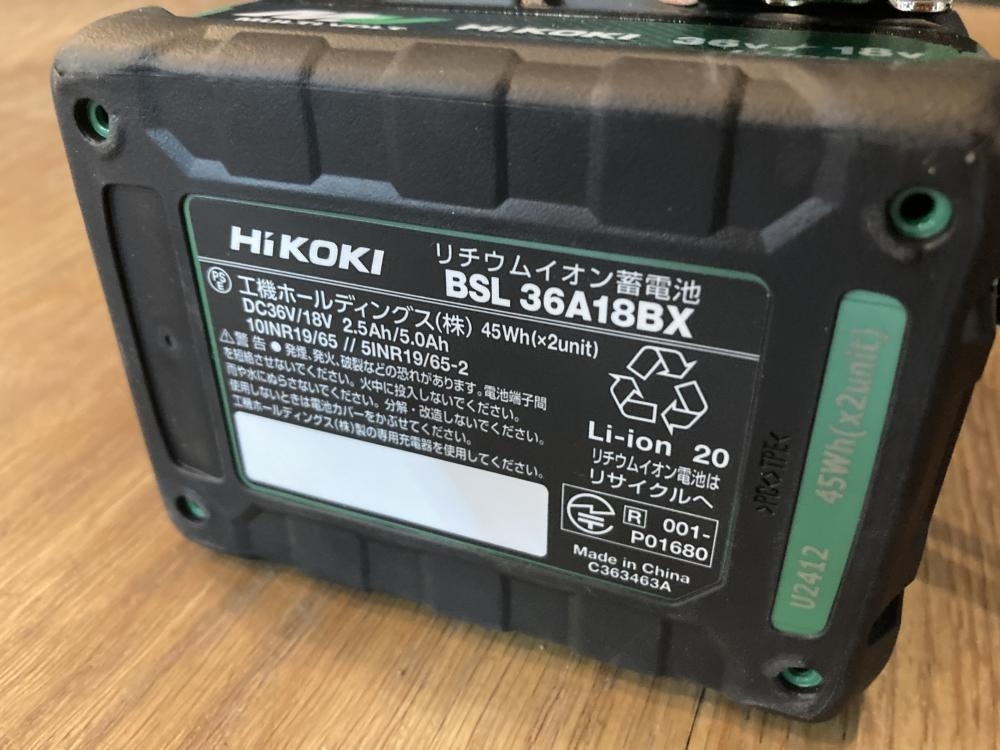 HiKOKI 36V / 18V
HiKOKI
リチウムイオン蓄電池
BSL 36A18BX
PS
E
工機ホールディングス(株) 45Wh(×2unit)
DC36V/18V 2.5Ah/5.0Ah
10INR19/65 // 5INR19/65-2
⚠警告 ● 発煙、発火、破裂などの恐れがあります。電池端子間
を短絡させないでください。火中に投入しないでください。
雨や水にぬらさないでください。分解・改造しないでください。
使用しないときは電池カバーをかぶせてください。
工機ホールディングス(株)製の専用充電器を使用してください。
Li-ion 20
リチウムイオン電池は
リサイクルへ
R 001-
P01680
Made in China
C363463A
>PC<>TPE<
U2412 45Wh(x2unit)